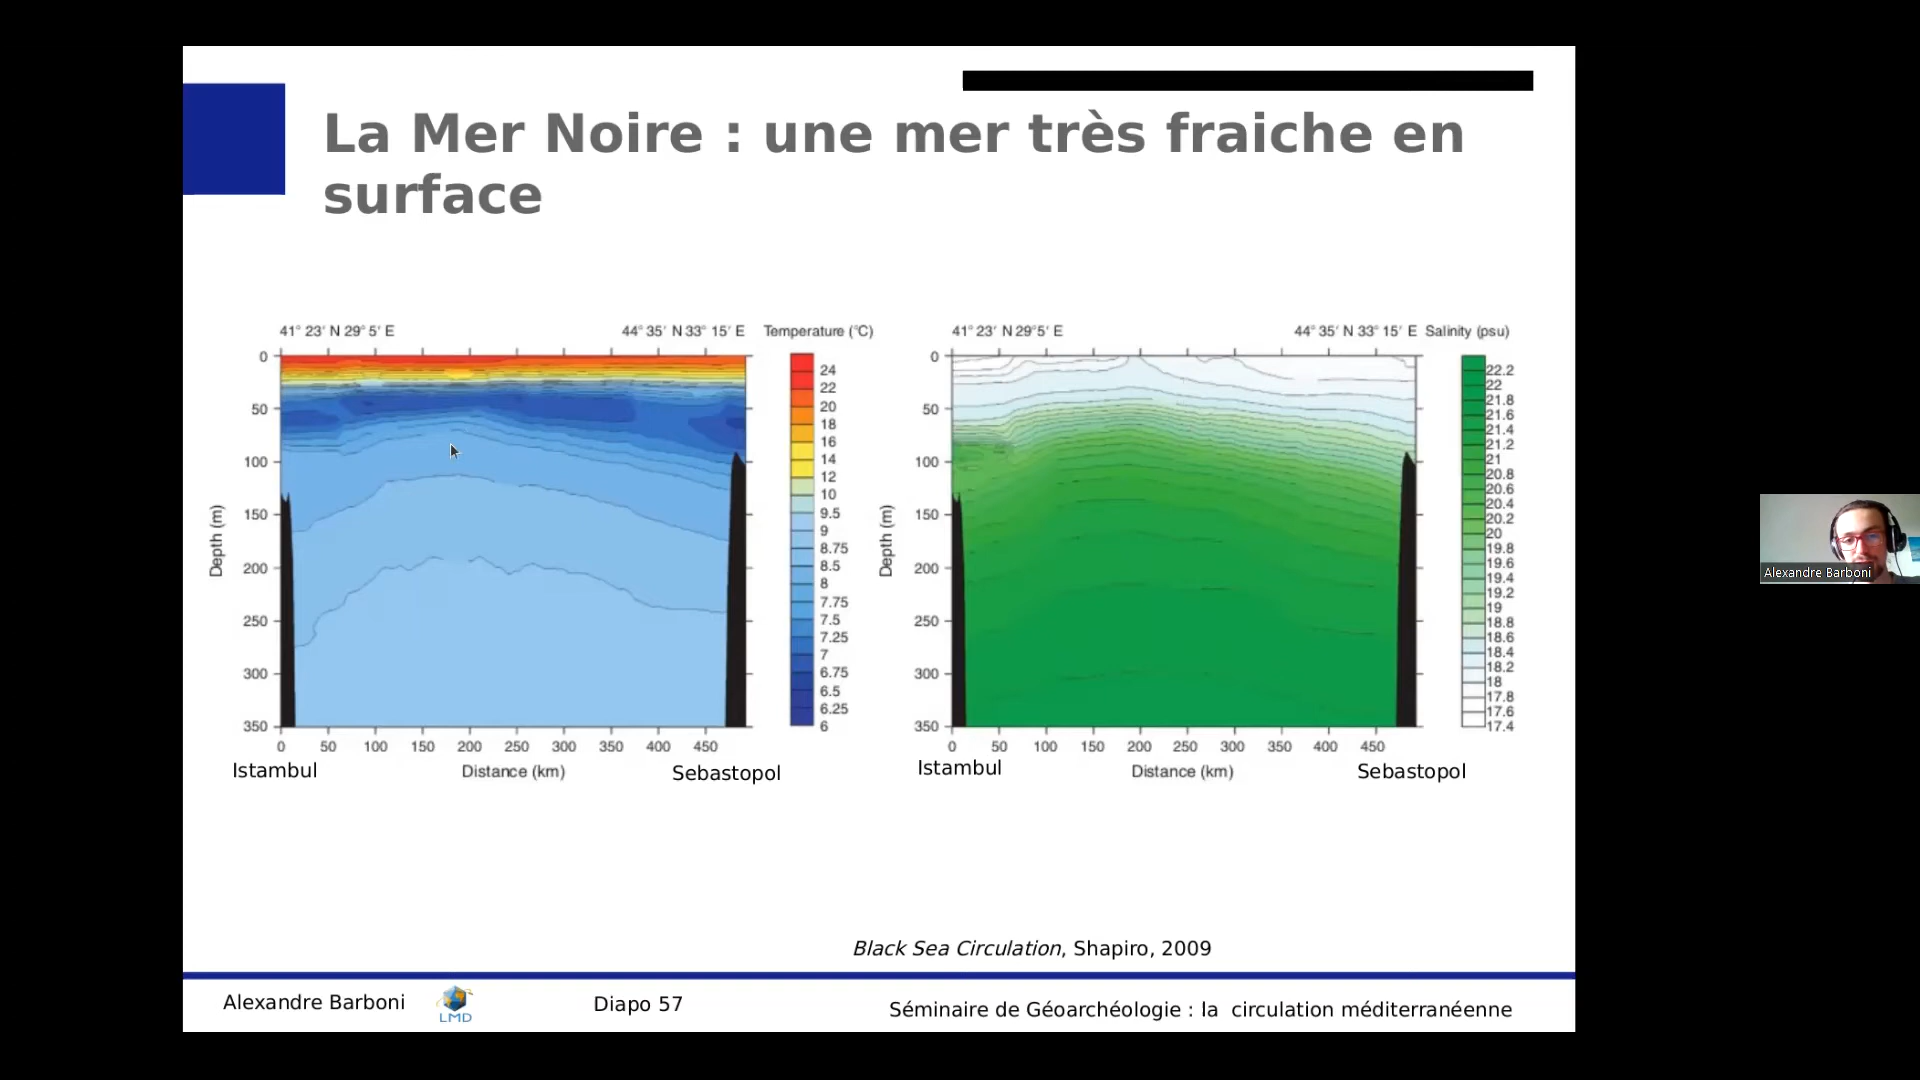 La Mer Noire : une mer très fraiche en
surface
41° 23' N 29° 5' E
44° 35' N 33° 15' E
Temperature (°C)
0
50
100
150
200
250
300
350
Depth (m)
0 50 100 150 200 250 300 350 400 450
Istambul
Distance (km)
Sebastopol
24
22
20
18
16
14
12
10
9.5
9
8.75
8.5
8
7.75
7.5
7.25
7
6.75
6.5
6.25
6
41° 23' N 29°5' E
44° 35' N 33° 15' E
Salinity (psu)
0
50
100
150
200
250
300
350
Depth (m)
0 50 100 150 200 250 300 350 400 450
Istambul
Distance (km)
Sebastopol
22.2
22
21.8
21.6
21.4
21.2
21
20.8
20.6
20.4
20.2
20
19.8
19.6
19.4
19.2
19
18.8
18.6
18.4
18.2
18
17.8
17.6
17.4
Alexandre Barboni
Black Sea Circulation, Shapiro, 2009
Alexandre Barboni
LMD
Diapo 57
Séminaire de Géoarchéologie : la circulation méditerranéenne